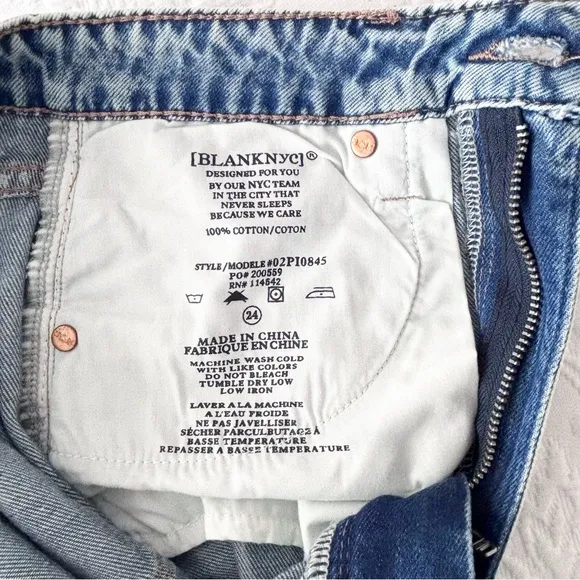 [BLANKNYC]®
DESIGNED FOR YOU
BY OUR NYC TEAM
IN THE CITY THAT
NEVER SLEEPS
BECAUSE WE CARE
100% COTTON/COTON
STYLE/MODELE#02PI0845
PO# 200559
RN# 114542
24
MADE IN CHINA
FABRIQUE EN CHINE
MACHINE WASH COLD
WITH LIKE COLORS
DO NOT BLEACH
TUMBLE DRY LOW
LOW IRON
LAVER A LA MACHINE
A L'EAU FROIDE
NE PAS JAVELLISER
SÉCHER PARCULBUTAGE À
BASSE TEMPERATURE
REPASSER A BASSE TEMPERATURE